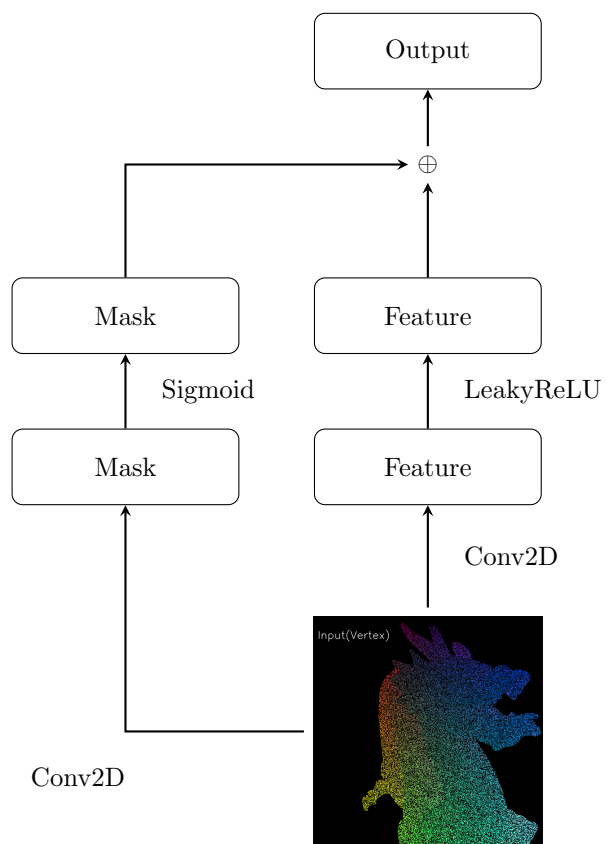 Output
⊕
Mask
Feature
Sigmoid
LeakyReLU
Mask
Feature
Conv2D
Input(Vertex)
Conv2D